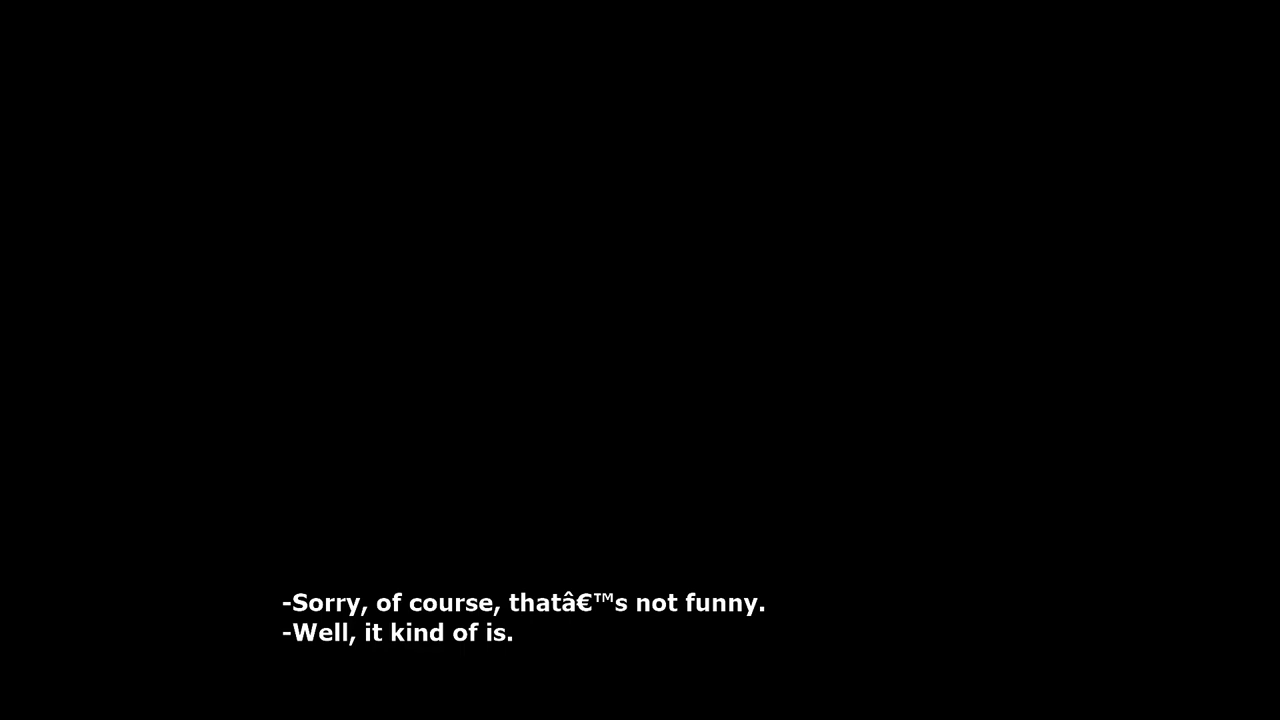 -Sorry, of course, thatâ€™s not funny.
-Well, it kind of is.